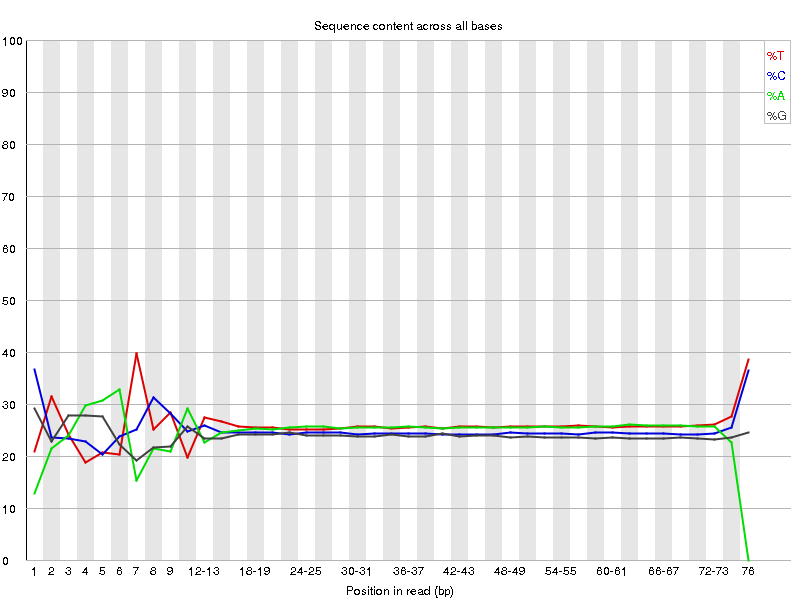 Sequence content across all bases
100
90
80
70
60
50
40
30
20
10
0
%T
%C
%A
%G
1 2 3 4 5 6 7 8 9 12-13 18-19 24-25 30-31 36-37 42-43 48-49 54-55 60-61 66-67 72-73 76
Position in read (bp)